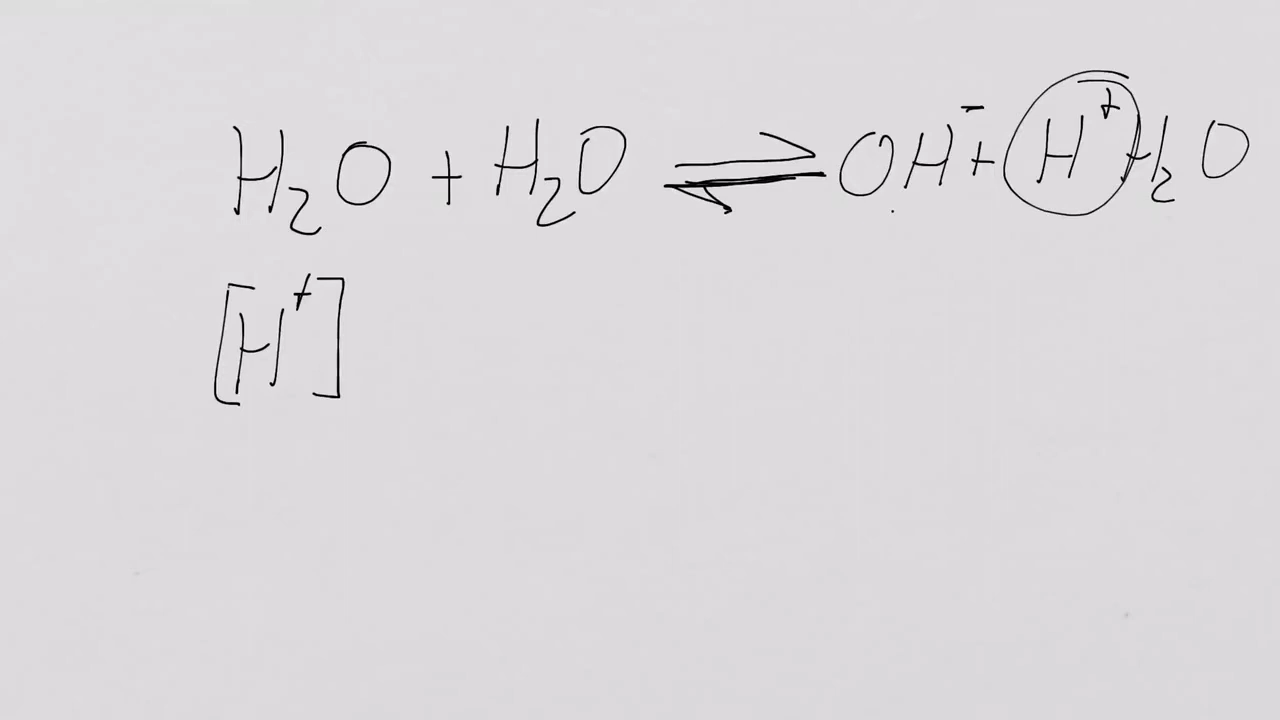 H₂O + H₂O ⇌ OH⁻ + H⁺ H₂O
[H⁺]